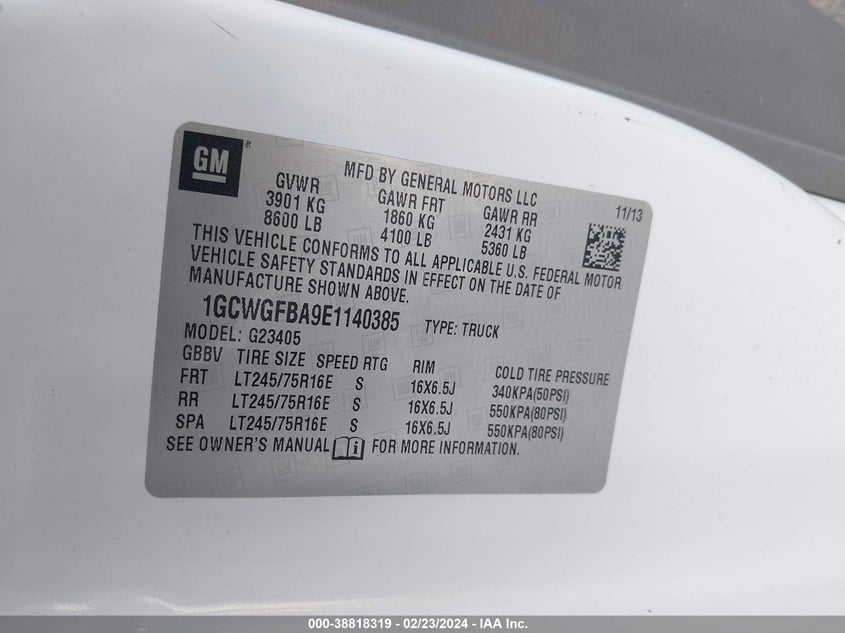 GM®
MFD BY GENERAL MOTORS LLC
GVWR GAWR FRT GAWR RR 11/13
3901 KG 1860 KG 2431 KG
8600 LB 4100 LB 5360 LB
THIS VEHICLE CONFORMS TO ALL APPLICABLE U.S. FEDERAL MOTOR
VEHICLE SAFETY STANDARDS IN EFFECT ON THE DATE OF
MANUFACTURE SHOWN ABOVE.
1GCWGFBA9E1140385 TYPE: TRUCK
MODEL: G23405
GBBV TIRE SIZE SPEED RTG RIM COLD TIRE PRESSURE
FRT LT245/75R16E S 16X6.5J 340KPA(50PSI)
RR LT245/75R16E S 16X6.5J 550KPA(80PSI)
SPA LT245/75R16E S 16X6.5J 550KPA(80PSI)
SEE OWNER'S MANUAL FOR MORE INFORMATION.
000-38818319 - 02/23/2024 - IAA Inc.